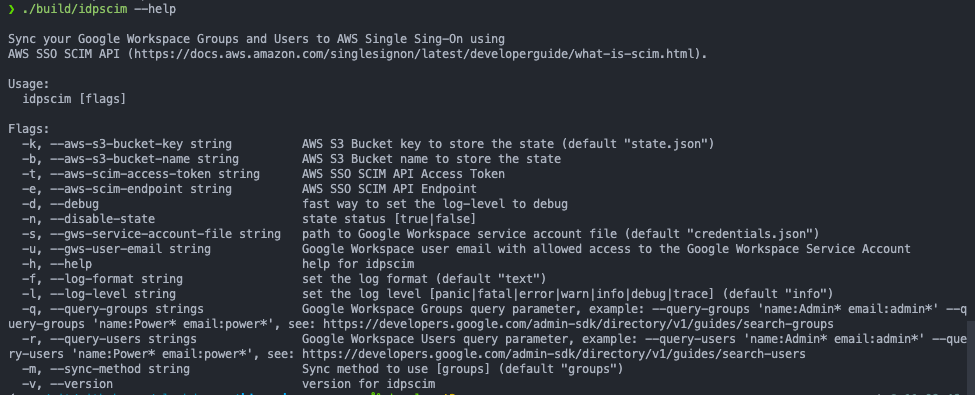 ❯ ./build/idpscim --help
Sync your Google Workspace Groups and Users to AWS Single Sing-On using
AWS SSO SCIM API (https://docs.aws.amazon.com/singlesignon/latest/developerguide/what-is-scim.html).
Usage:
  idpscim [flags]
Flags:
  -k, --aws-s3-bucket-key string          AWS S3 Bucket key to store the state (default "state.json")
  -b, --aws-s3-bucket-name string         AWS S3 Bucket name to store the state
  -t, --aws-scim-access-token string      AWS SSO SCIM API Access Token
  -e, --aws-scim-endpoint string          AWS SSO SCIM API Endpoint
  -d, --debug                             fast way to set the log-level to debug
  -n, --disable-state                     state status [true|false]
  -s, --gws-service-account-file string   path to Google Workspace service account file (default "credentials.json")
  -u, --gws-user-email string             Google Workspace user email with allowed access to the Google Workspace Service Account
  -h, --help                              help for idpscim
  -f, --log-format string                 set the log format (default "text")
  -l, --log-level string                  set the log level [panic|fatal|error|warn|info|debug|trace] (default "info")
  -q, --query-groups strings              Google Workspace Groups query parameter, example: --query-groups 'name:Admin* email:admin*' --q
uery-groups 'name:Power* email:power*', see: https://developers.google.com/admin-sdk/directory/v1/guides/search-groups
  -r, --query-users strings               Google Workspace Users query parameter, example: --query-users 'name:Admin* email:admin*' --que
ry-users 'name:Power* email:power*', see: https://developers.google.com/admin-sdk/directory/v1/guides/search-users
  -m, --sync-method string                Sync method to use [groups] (default "groups")
  -v, --version                           version for idpscim